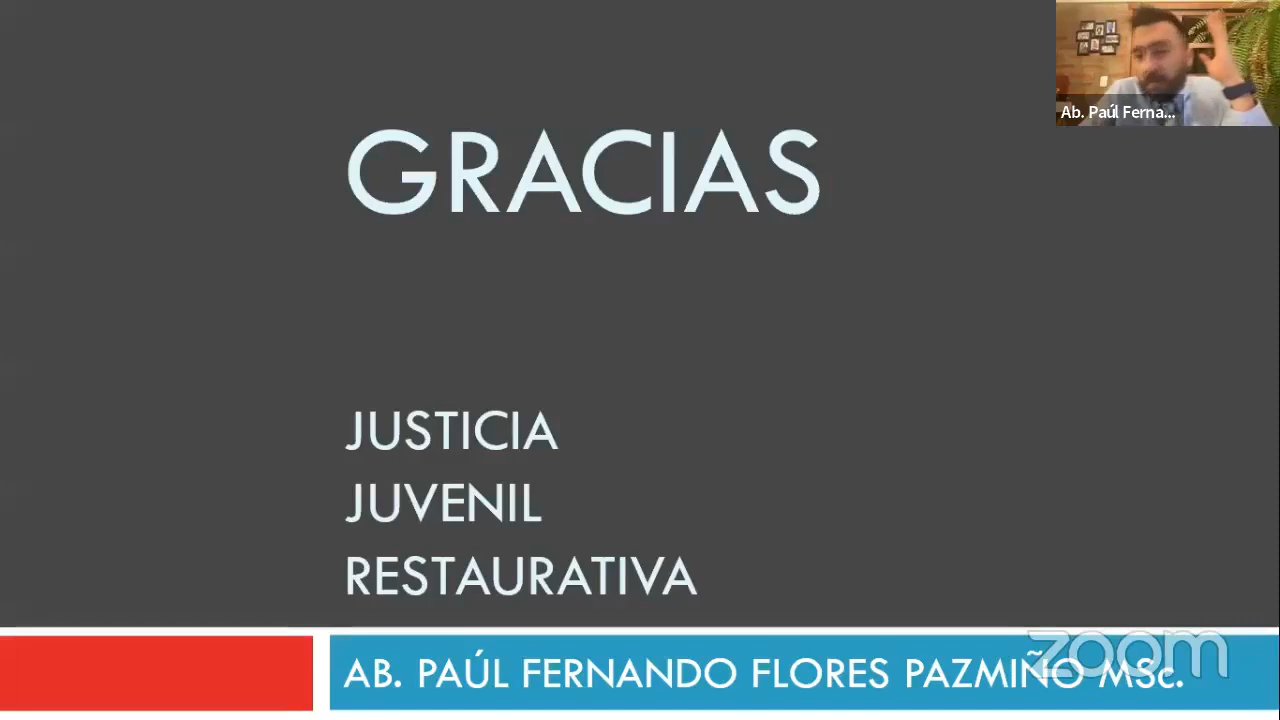 Ab. Paúl Ferna...
GRACIAS
JUSTICIA
JUVENIL
RESTAURATIVA
AB. PAÚL FERNANDO FLORES PAZMIÑO MSc.
zoom